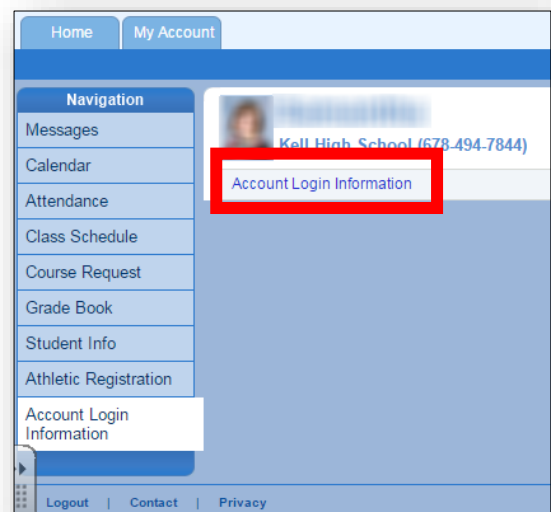 Home
My Account
Navigation
Messages
Calendar
Attendance
Class Schedule
Course Request
Grade Book
Student Info
Athletic Registration
Account Login
Information
Kell High School (678-494-7844)
Account Login Information
Logout | Contact | Privacy